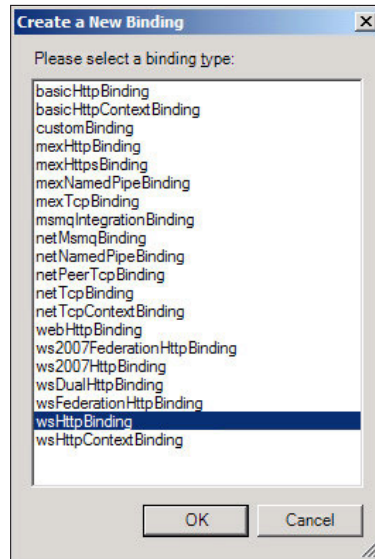 Create a New Binding
Please select a binding type:
basicHttpBinding
basicHttpContextBinding
customBinding
mexHttpBinding
mexHttpsBinding
mexNamedPipeBinding
mexTcpBinding
msmqIntegrationBinding
netMsmqBinding
netNamedPipeBinding
netPeerTcpBinding
netTcpBinding
netTcpContextBinding
webHttpBinding
ws2007FederationHttpBinding
ws2007HttpBinding
wsDualHttpBinding
wsFederationHttpBinding
wsHttpBinding
wsHttpContextBinding
OK Cancel